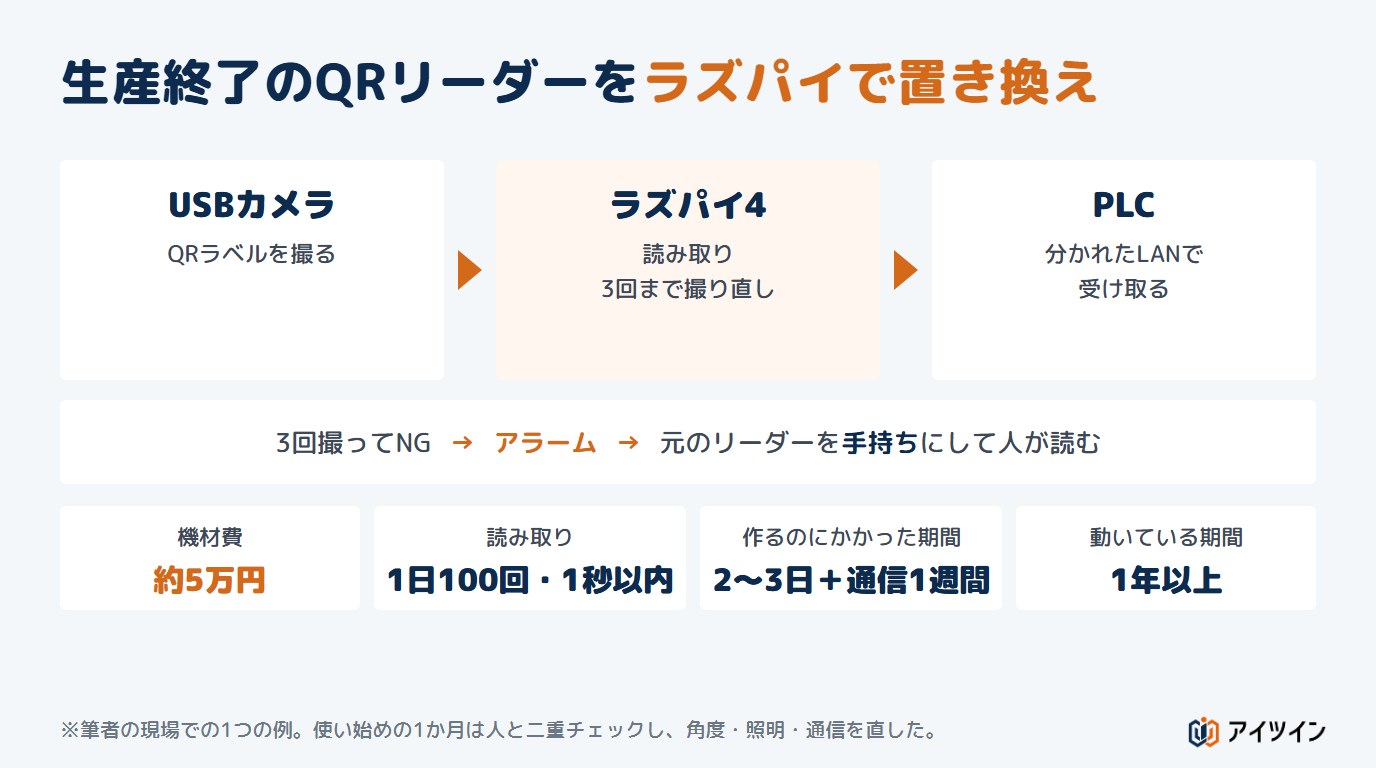 生産終了のQRリーダーをラズパイで置き換え
USBカメラ
QRラベルを撮る
ラズパイ4
読み取り
3回まで撮り直し
PLC
分かれたLANで
受け取る
3回撮ってNG → アラーム → 元のリーダーを手持ちにして人が読む
機材費
約5万円
読み取り
1日100回・1秒以内
作るのにかかった期間
2〜3日＋通信1週間
動いている期間
1年以上
※筆者の現場での1つの例。使い始めの1か月は人と二重チェックし、角度・照明・通信を直した。
アイツイン